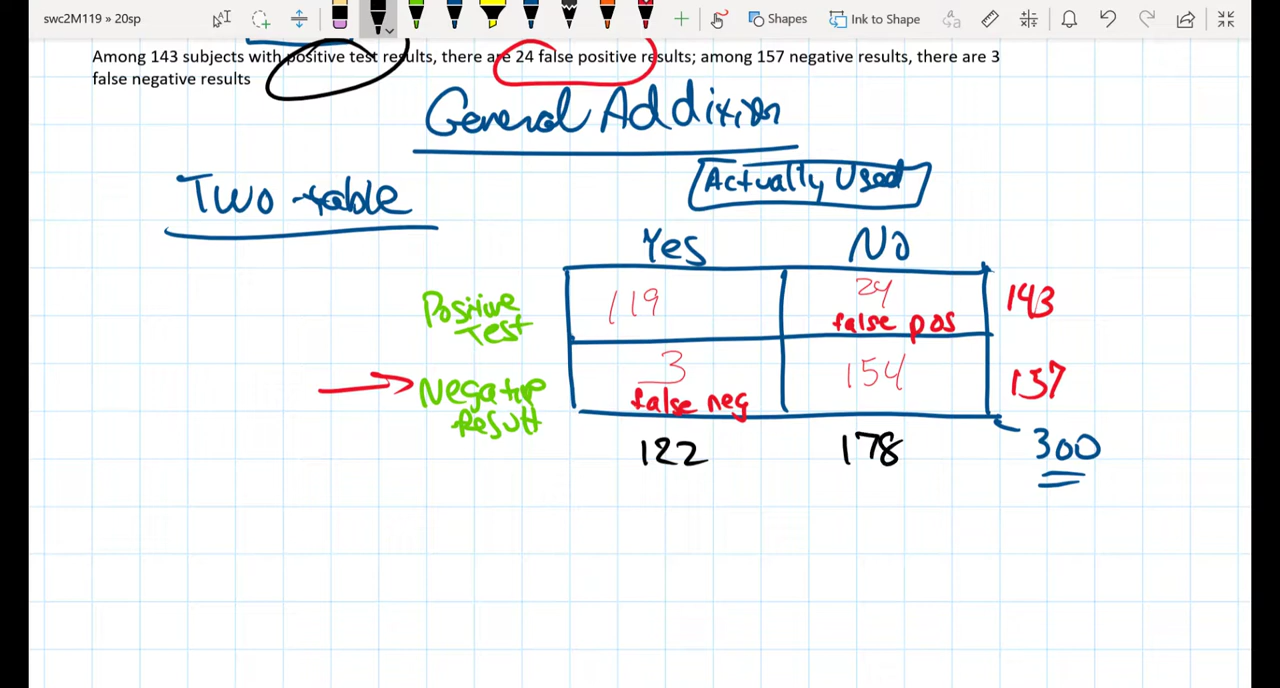 swc2M119 » 20sp
Shapes
Ink to Shape
Among 143 subjects with positive test results, there are 24 false positive results; among 157 negative results, there are 3
false negative results
General Addition
Two table
Actually Used
Yes No
Positive Test 119 24 false pos 143
Negative Result 3 false neg 154 157
122 178 300